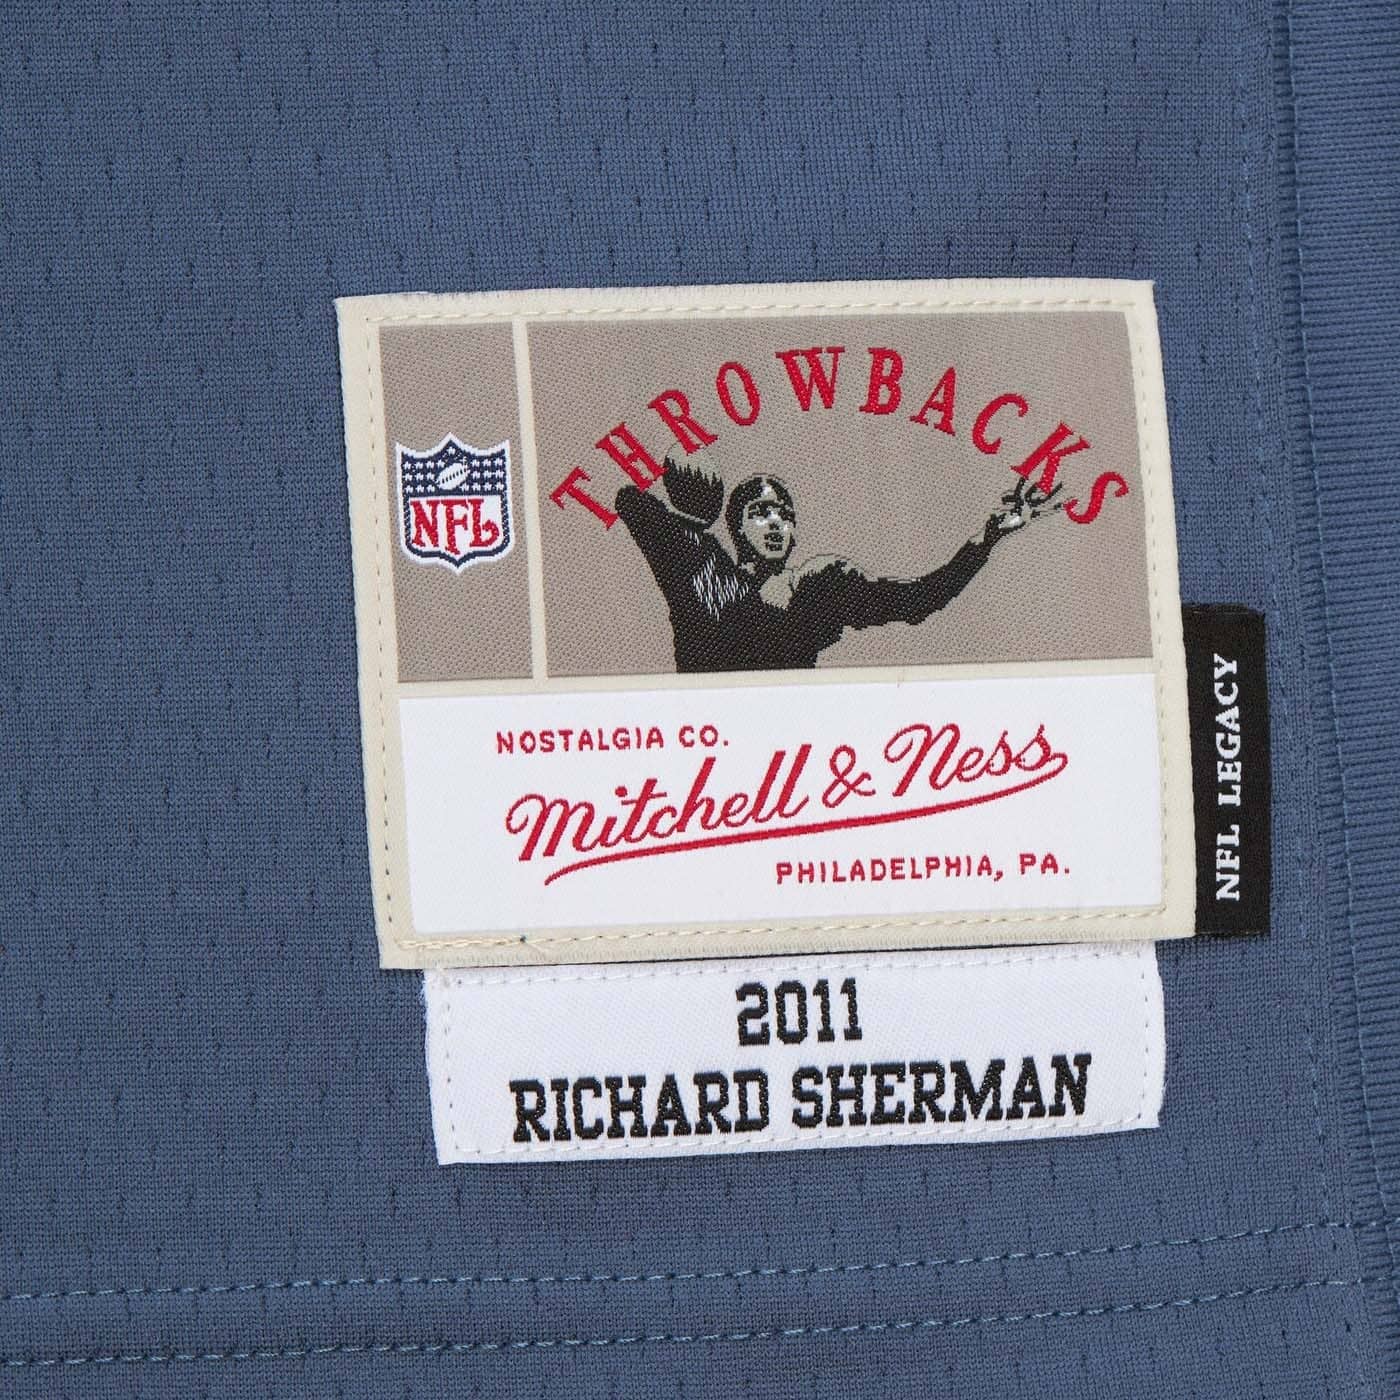 THROWBACKS
NFL
NOSTALGIA CO.
Mitchell & Ness
PHILADELPHIA, PA.
NFL LEGACY
2011
RICHARD SHERMAN